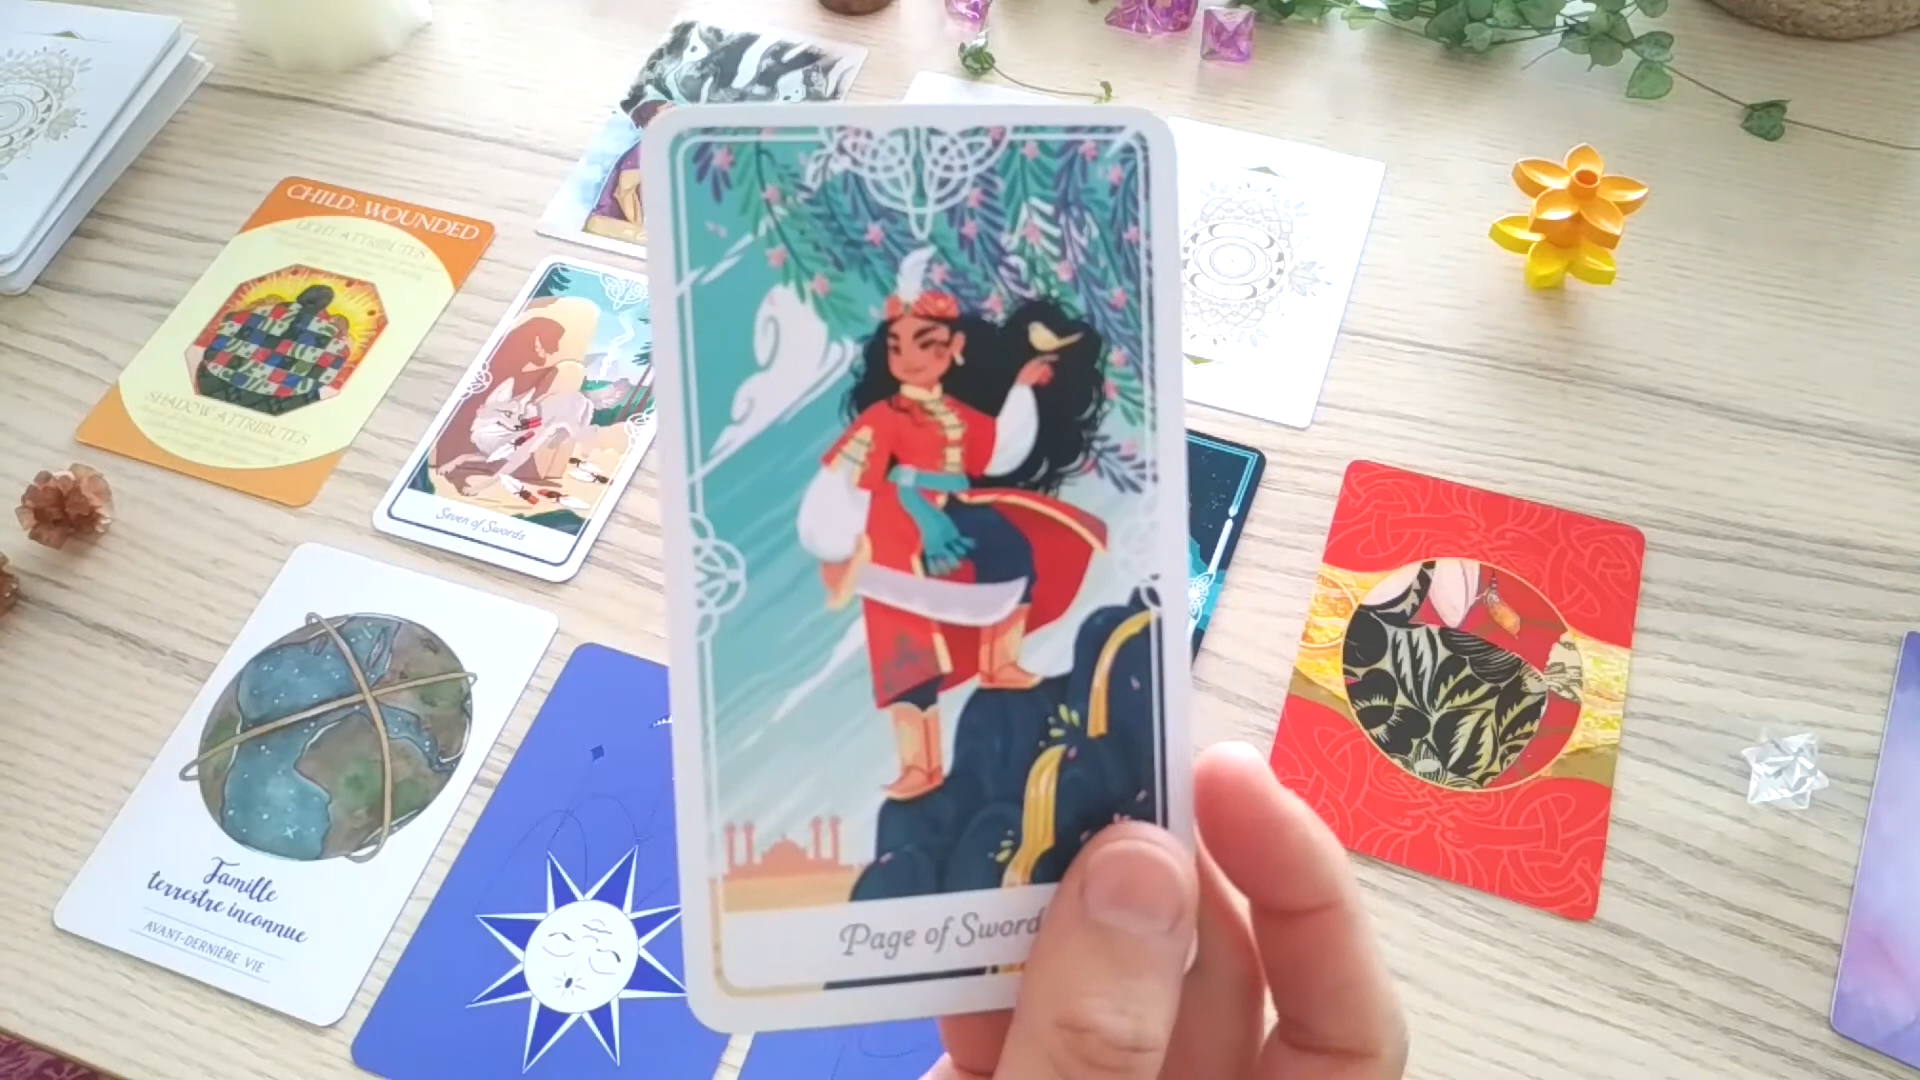 CHILD: WOUNDED
LIGHT ATTRIBUTES
SHADOW ATTRIBUTES
Seven of Swords
Famille
terrestre inconnue
AVANT-DERNIÈRE VIE
Page of Sword